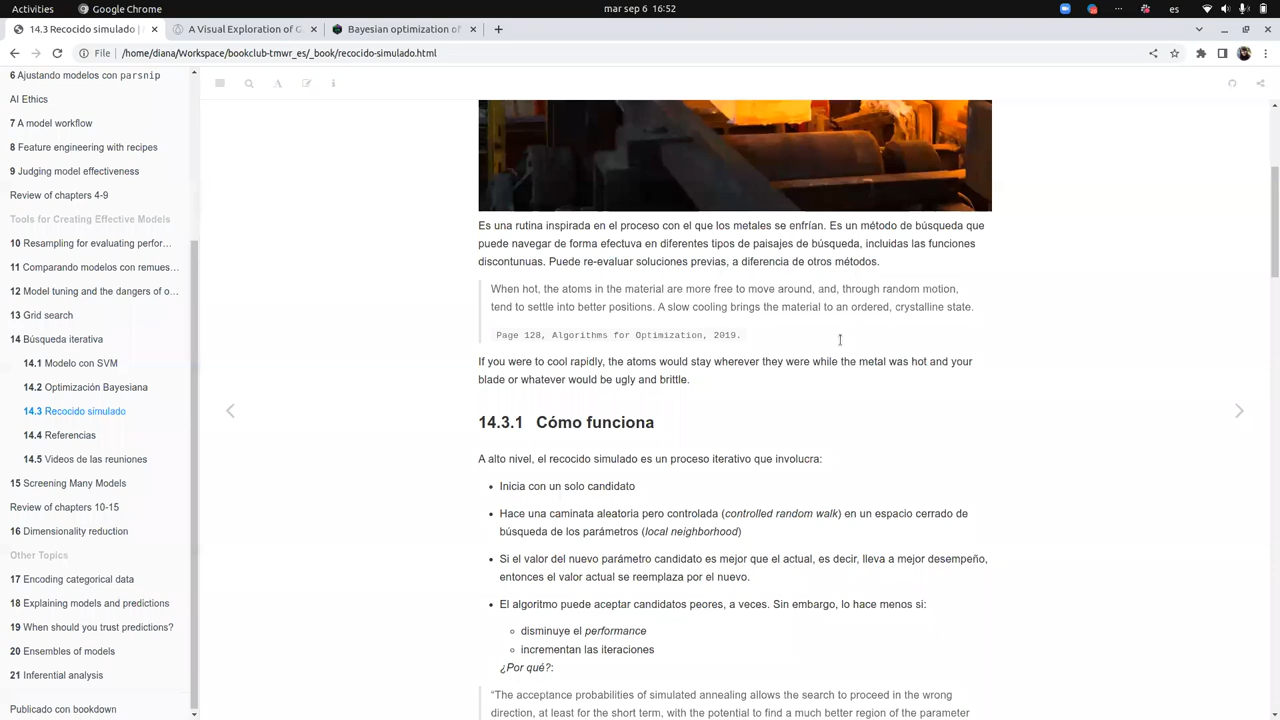 Activities
Google Chrome
mar sep 6 16:52
es
14.3 Recocido simulado |
A Visual Exploration of G
Bayesian optimization of
File
/home/diana/Workspace/bookclub-tmwr_es/_book/recocido-simulado.html
6 Ajustando modelos con parsnip
AI Ethics
7 A model workflow
8 Feature engineering with recipes
9 Judging model effectiveness
Review of chapters 4-9
Tools for Creating Effective Models
10 Resampling for evaluating perfor…
11 Comparando modelos con remues…
12 Model tuning and the dangers of o…
13 Grid search
14 Búsqueda iterativa
14.1 Modelo con SVM
14.2 Optimización Bayesiana
14.3 Recocido simulado
14.4 Referencias
14.5 Videos de las reuniones
15 Screening Many Models
Review of chapters 10-15
16 Dimensionality reduction
Other Topics
17 Encoding categorical data
18 Explaining models and predictions
19 When should you trust predictions?
20 Ensembles of models
21 Inferential analysis
Publicado con bookdown
Es una rutina inspirada en el proceso con el que los metales se enfrían. Es un método de búsqueda que
puede navegar de forma efectuva en diferentes tipos de paisajes de búsqueda, incluidas las funciones
discontunuas. Puede re-evaluar soluciones previas, a diferencia de otros métodos.
When hot, the atoms in the material are more free to move around, and, through random motion,
tend to settle into better positions. A slow cooling brings the material to an ordered, crystalline state.
Page 128, Algorithms for Optimization, 2019.
If you were to cool rapidly, the atoms would stay wherever they were while the metal was hot and your
blade or whatever would be ugly and brittle.
14.3.1 Cómo funciona
A alto nivel, el recocido simulado es un proceso iterativo que involucra:
• Inicia con un solo candidato
• Hace una caminata aleatoria pero controlada (controlled random walk) en un espacio cerrado de
búsqueda de los parámetros (local neighborhood)
• Si el valor del nuevo parámetro candidato es mejor que el actual, es decir, lleva a mejor desempeño,
entonces el valor actual se reemplaza por el nuevo.
• El algoritmo puede aceptar candidatos peores, a veces. Sin embargo, lo hace menos si:
◦ disminuye el performance
◦ incrementan las iteraciones
¿Por qué?:
“The acceptance probabilities of simulated annealing allows the search to proceed in the wrong
direction, at least for the short term, with the potential to find a much better region of the parameter